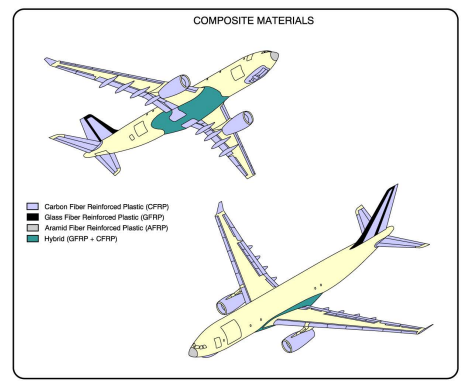 COMPOSITE MATERIALS
Carbon Fiber Reinforced Plastic (CFRP)
Glass Fiber Reinforced Plastic (GFRP)
Aramid Fiber Reinforced Plastic (AFRP)
Hybrid (GFRP + CFRP)